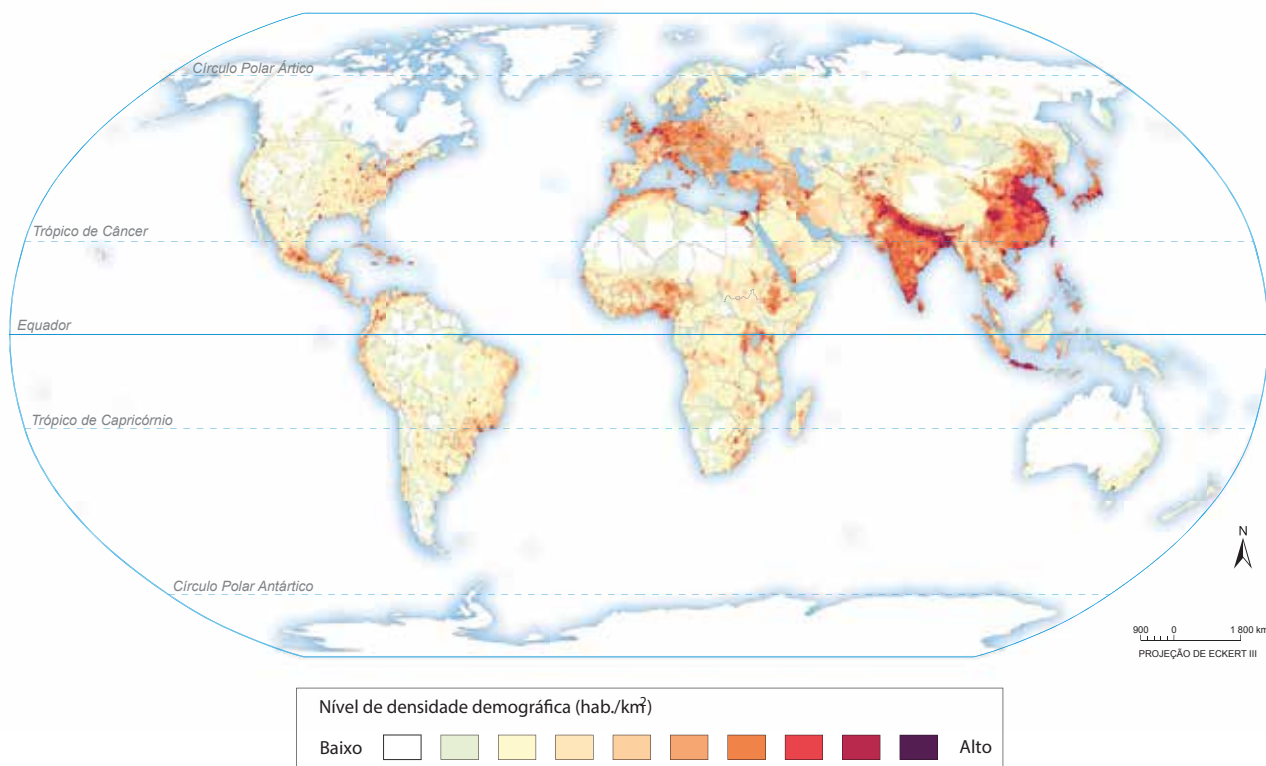 Círculo Polar Ártico
Trópico de Câncer
Equador
Trópico de Capricórnio
Círculo Polar Antártico
N
900 0 1 800 km
PROJEÇÃO DE ECKERT III
Nível de densidade demográfica (hab./km²)
Baixo Alto